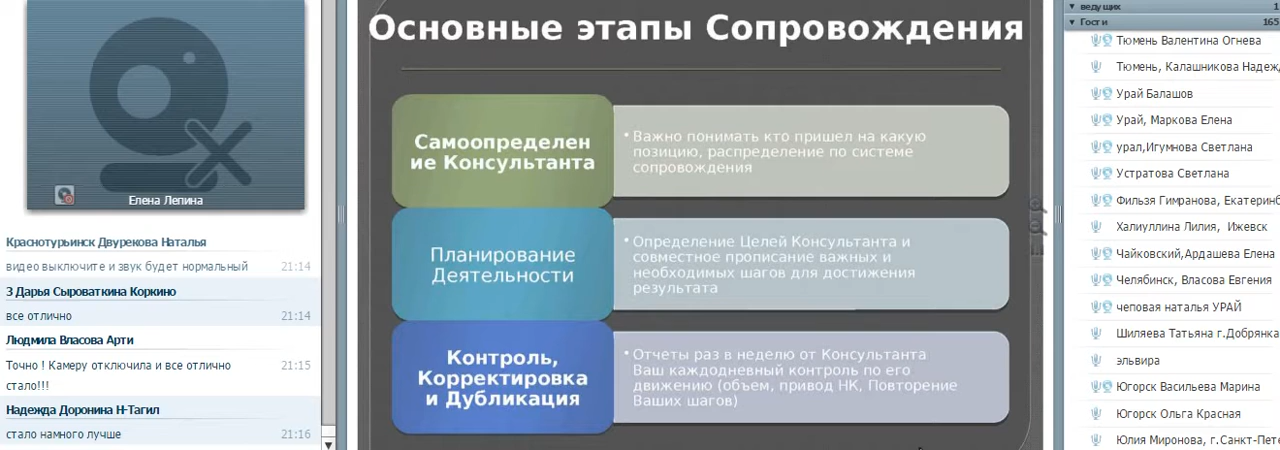 Елена Лепина
Краснотурьинск Двурекова Наталья
видео выключите и звук будет нормальный 21:14
3 Дарья Сыроваткина Коркино
все отлично 21:14
Людмила Власова Арти
Точно ! Камеру отключила и все отлично 21:15
стало!!!
Надежда Доронина Н-Тагил
стало намного лучше 21:16
Основные этапы Сопровождения
Самоопределен
ие Консультанта
• Важно понимать кто пришел на какую
позицию, распределение по системе
сопровождения
Планирование
Деятельности
• Определение Целей Консультанта и
совместное прописание важных и
необходимых шагов для достижения
результата
Контроль,
Корректировка
и Дубликация
• Отчеты раз в неделю от Консультанта
Ваш каждодневный контроль по его
движению (объем, привод НК, Повторение
Ваших шагов)
ведущих 1
Гости 165
Тюмень Валентина Огнева
Тюмень, Калашникова Надеж
Урай Балашов
Урай, Маркова Елена
урал,Игумнова Светлана
Устратова Светлана
Фильзя Гимранова, Екатеринб
Халиуллина Лилия, Ижевск
Чайковский,Ардашева Елена
Челябинск, Власова Евгения
чеповая наталья УРАЙ
Шиляева Татьяна г.Добрянка
эльвира
Югорск Васильева Марина
Югорск Ольга Красная
Юлия Миронова, г.Санкт-Пете